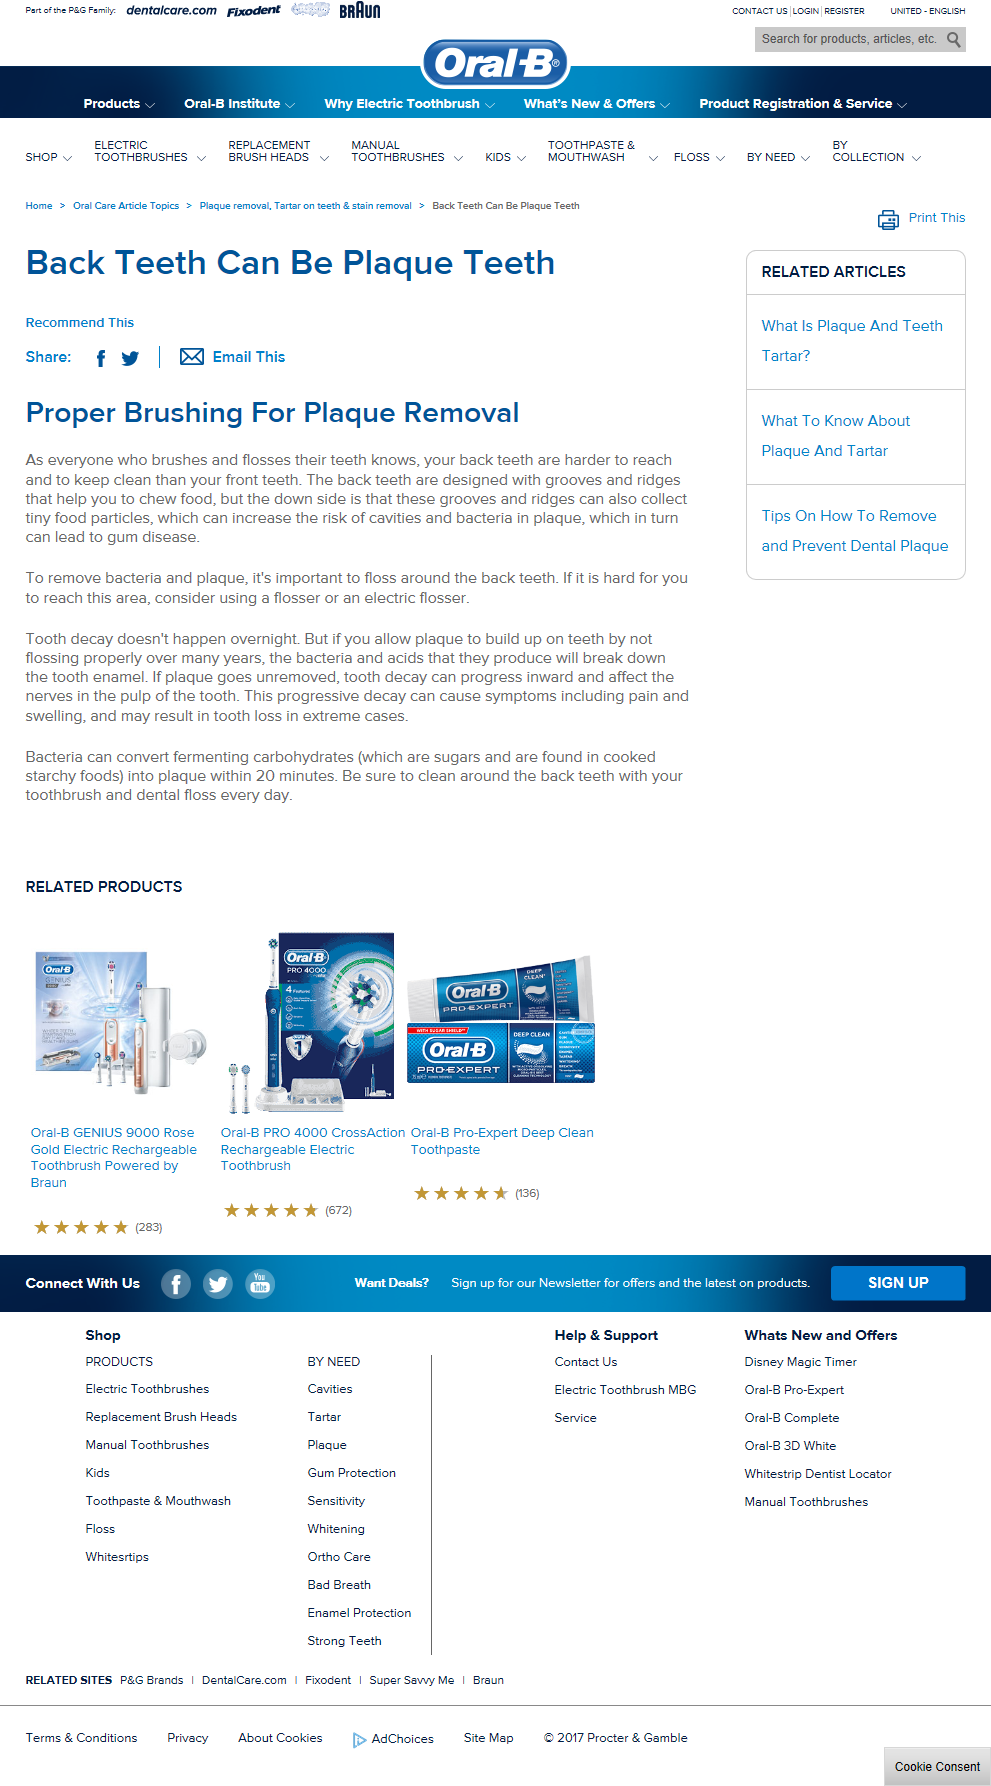 Part of the P&G Family: dentalcare.com Fixodent BRAUN
CONTACT US | LOGIN | REGISTER UNITED - ENGLISH
Search for products, articles, etc.
Oral-B®
Products Oral-B Institute Why Electric Toothbrush What's New & Offers Product Registration & Service
SHOP ELECTRIC TOOTHBRUSHES REPLACEMENT BRUSH HEADS MANUAL TOOTHBRUSHES KIDS TOOTHPASTE & MOUTHWASH FLOSS BY NEED BY COLLECTION
Home > Oral Care Article Topics > Plaque removal, Tartar on teeth & stain removal > Back Teeth Can Be Plaque Teeth
Print This
Back Teeth Can Be Plaque Teeth
Recommend This
Share: Email This
Proper Brushing For Plaque Removal
As everyone who brushes and flosses their teeth knows, your back teeth are harder to reach
and to keep clean than your front teeth. The back teeth are designed with grooves and ridges
that help you to chew food, but the down side is that these grooves and ridges can also collect
tiny food particles, which can increase the risk of cavities and bacteria in plaque, which in turn
can lead to gum disease.
To remove bacteria and plaque, it's important to floss around the back teeth. If it is hard for you
to reach this area, consider using a flosser or an electric flosser.
Tooth decay doesn't happen overnight. But if you allow plaque to build up on teeth by not
flossing properly over many years, the bacteria and acids that they produce will break down
the tooth enamel. If plaque goes unremoved, tooth decay can progress inward and affect the
nerves in the pulp of the tooth. This progressive decay can cause symptoms including pain and
swelling, and may result in tooth loss in extreme cases.
Bacteria can convert fermenting carbohydrates (which are sugars and are found in cooked
starchy foods) into plaque within 20 minutes. Be sure to clean around the back teeth with your
toothbrush and dental floss every day.
RELATED ARTICLES
What Is Plaque And Teeth
Tartar?
What To Know About
Plaque And Tartar
Tips On How To Remove
and Prevent Dental Plaque
RELATED PRODUCTS
Oral-B
GENIUS
Oral-B
PRO 4000
4 Features
1
Oral-B
PRO-EXPERT
DEEP CLEAN
WITH SUGAR SHIELD
Oral-B
PRO-EXPERT
DEEP CLEAN
Oral-B GENIUS 9000 Rose
Gold Electric Rechargeable
Toothbrush Powered by
Braun
(283)
Oral-B PRO 4000 CrossAction
Rechargeable Electric
Toothbrush
(672)
Oral-B Pro-Expert Deep Clean
Toothpaste
(136)
Connect With Us You Tube Want Deals? Sign up for our Newsletter for offers and the latest on products. SIGN UP
Shop
PRODUCTS
Electric Toothbrushes
Replacement Brush Heads
Manual Toothbrushes
Kids
Toothpaste & Mouthwash
Floss
Whitesrtips
BY NEED
Cavities
Tartar
Plaque
Gum Protection
Sensitivity
Whitening
Ortho Care
Bad Breath
Enamel Protection
Strong Teeth
Help & Support
Contact Us
Electric Toothbrush MBG
Service
Whats New and Offers
Disney Magic Timer
Oral-B Pro-Expert
Oral-B Complete
Oral-B 3D White
Whitestrip Dentist Locator
Manual Toothbrushes
RELATED SITES P&G Brands | DentalCare.com | Fixodent | Super Savvy Me | Braun
Terms & Conditions Privacy About Cookies AdChoices Site Map © 2017 Procter & Gamble
Cookie Consent